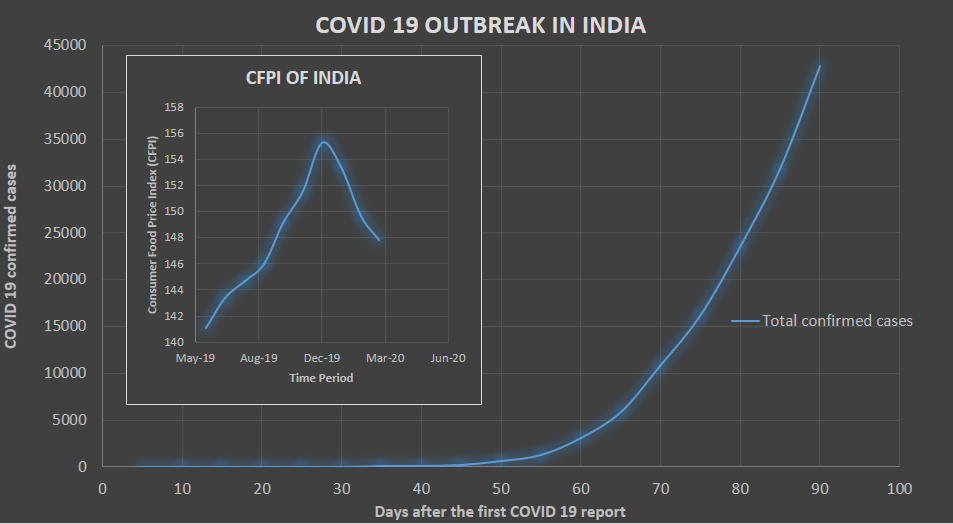 COVID 19 OUTBREAK IN INDIA
45000
40000
35000
30000
25000
20000
15000
10000
5000
0
COVID 19 confirmed cases
CFPI OF INDIA
158
156
154
152
150
148
146
144
142
140
Consumer Food Price Index (CFPI)
May-19 Aug-19 Dec-19 Mar-20 Jun-20
Time Period
Total confirmed cases
0 10 20 30 40 50 60 70 80 90 100
Days after the first COVID 19 report